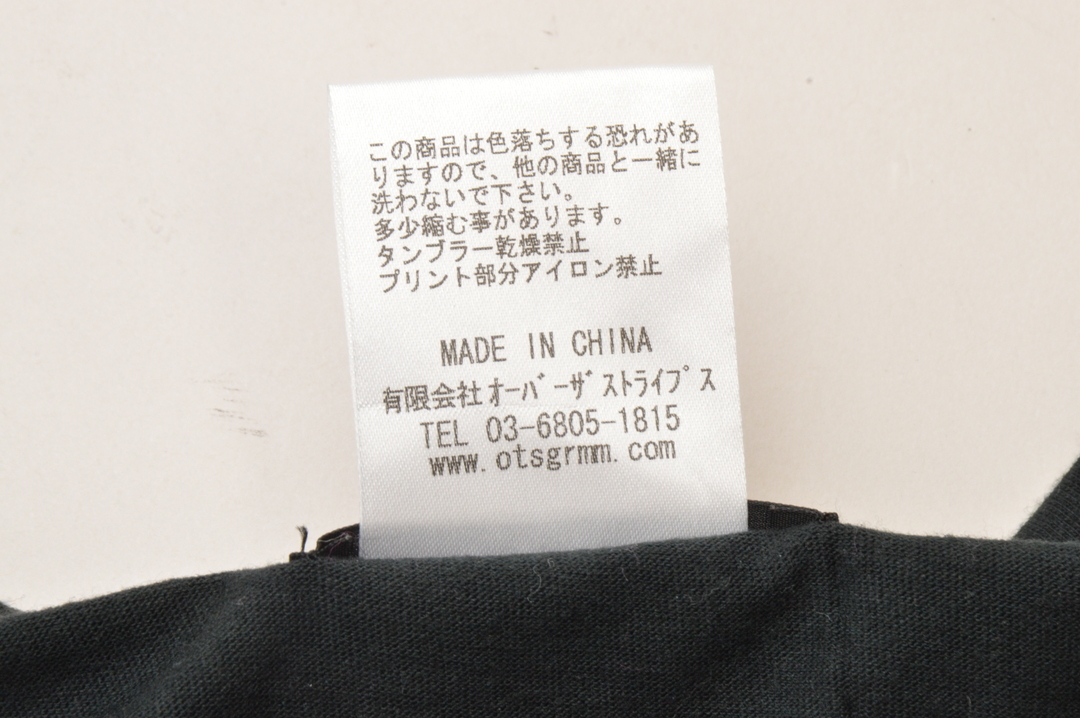 この商品は色落ちする恐れがあ
りますので、他の商品と一緒に
洗わないで下さい。
多少縮む事があります。
タンブラー乾燥禁止
プリント部分アイロン禁止
MADE IN CHINA
有限会社ｵｰﾊﾞｰｻﾞｽﾄﾗｲﾌﾟｽ
TEL 03-6805-1815
www.otsgrmm.com